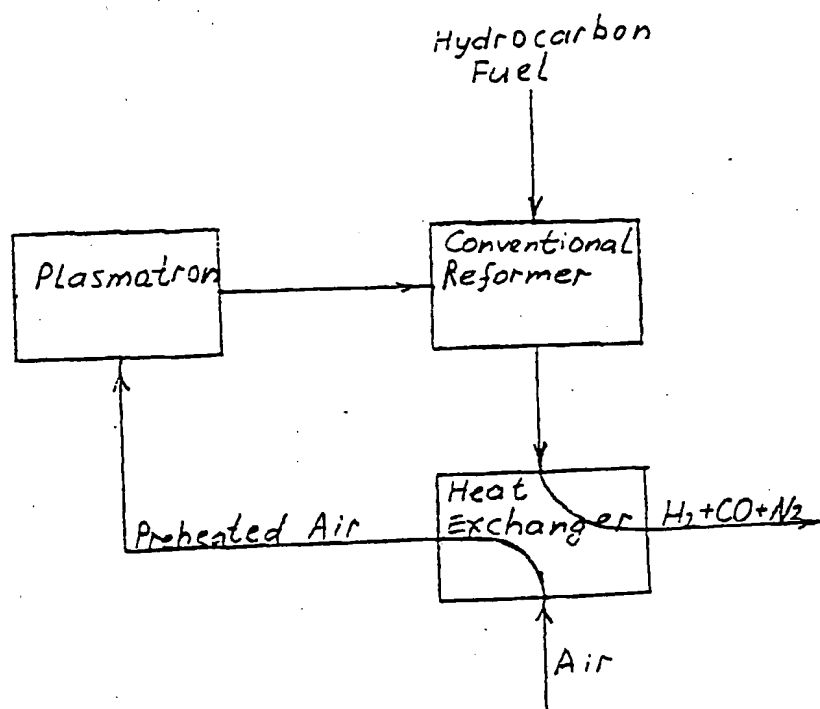 Hydrocarbon
Fuel
Plasmatron
Conventional
Reformer
Heat
Exchanger
H₂+CO+N₂
Preheated Air
Air